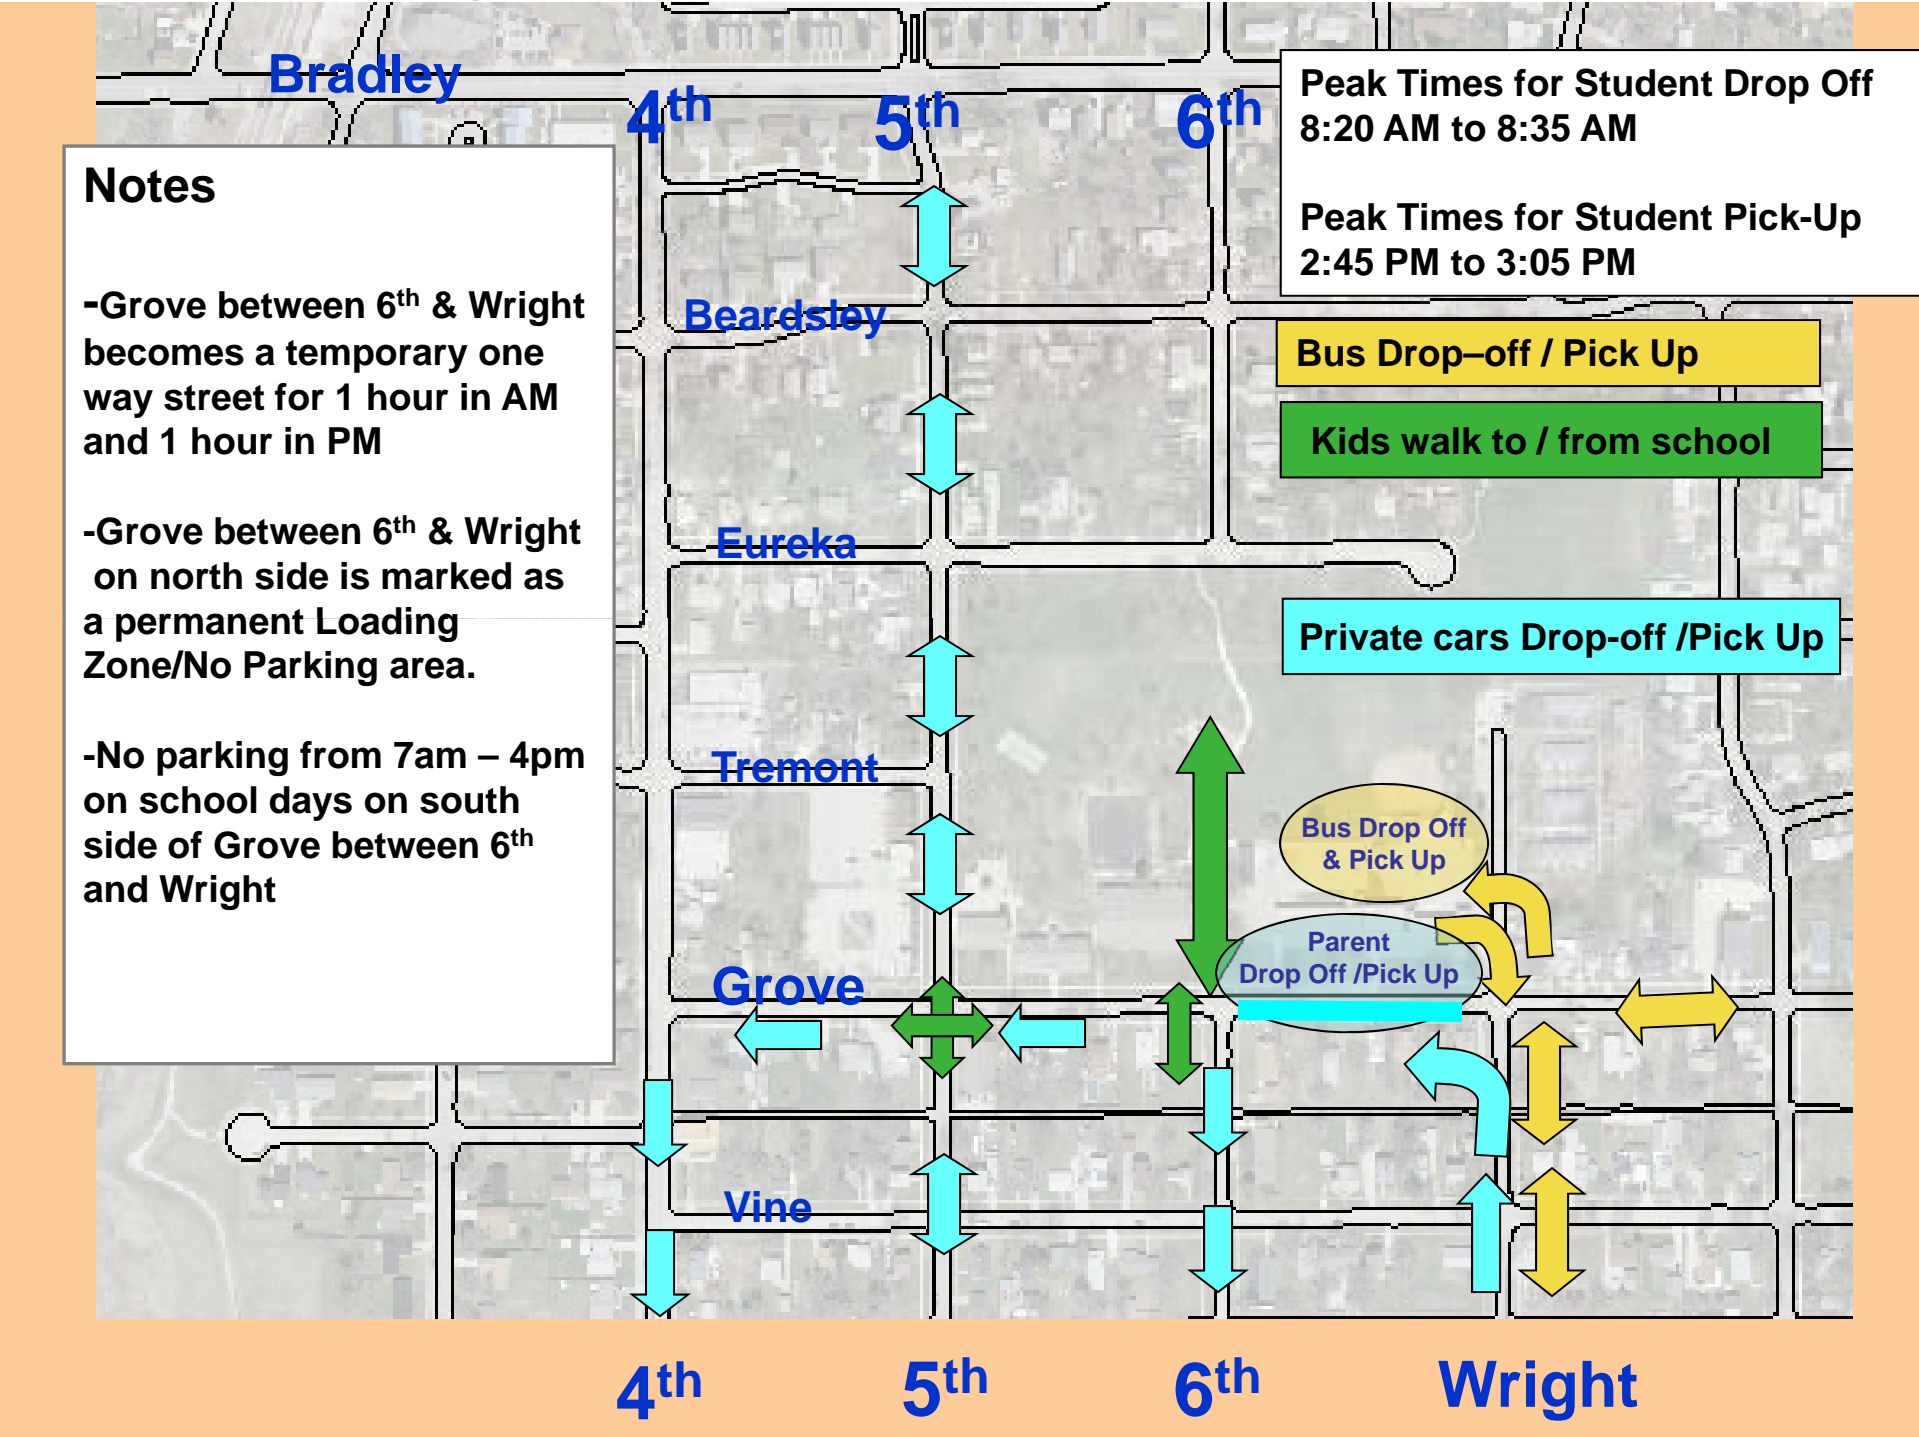 Bradley
4th
5th
6th
Peak Times for Student Drop Off
8:20 AM to 8:35 AM
Peak Times for Student Pick-Up
2:45 PM to 3:05 PM
Notes
-Grove between 6th & Wright
becomes a temporary one
way street for 1 hour in AM
and 1 hour in PM
-Grove between 6th & Wright
on north side is marked as
a permanent Loading
Zone/No Parking area.
-No parking from 7am – 4pm
on school days on south
side of Grove between 6th
and Wright
Beardsley
Bus Drop–off / Pick Up
Kids walk to / from school
Eureka
Private cars Drop-off /Pick Up
Tremont
Bus Drop Off
& Pick Up
Parent
Drop Off /Pick Up
Grove
Vine
4th
5th
6th
Wright